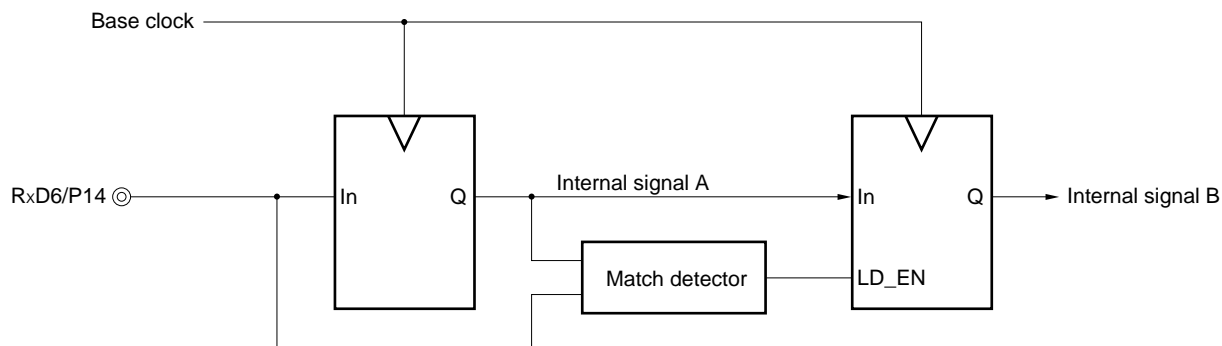 Base clock
RxD6/P14
In
Q
Internal signal A
In
Q
Internal signal B
Match detector
LD_EN